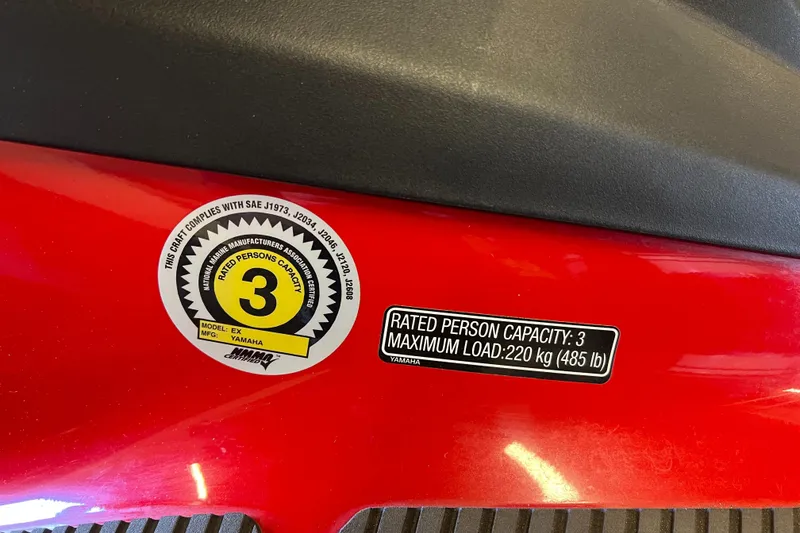 THIS CRAFT COMPLIES WITH SAE J1973, J2034, J2046, J2120, J2608
NATIONAL MARINE MANUFACTURERS ASSOCIATION CERTIFIED
RATED PERSONS CAPACITY
3
MODEL: EX
MFG: YAMAHA
NMMA
CERTIFIED
RATED PERSON CAPACITY: 3
MAXIMUM LOAD:220 kg (485 lb)
YAMAHA